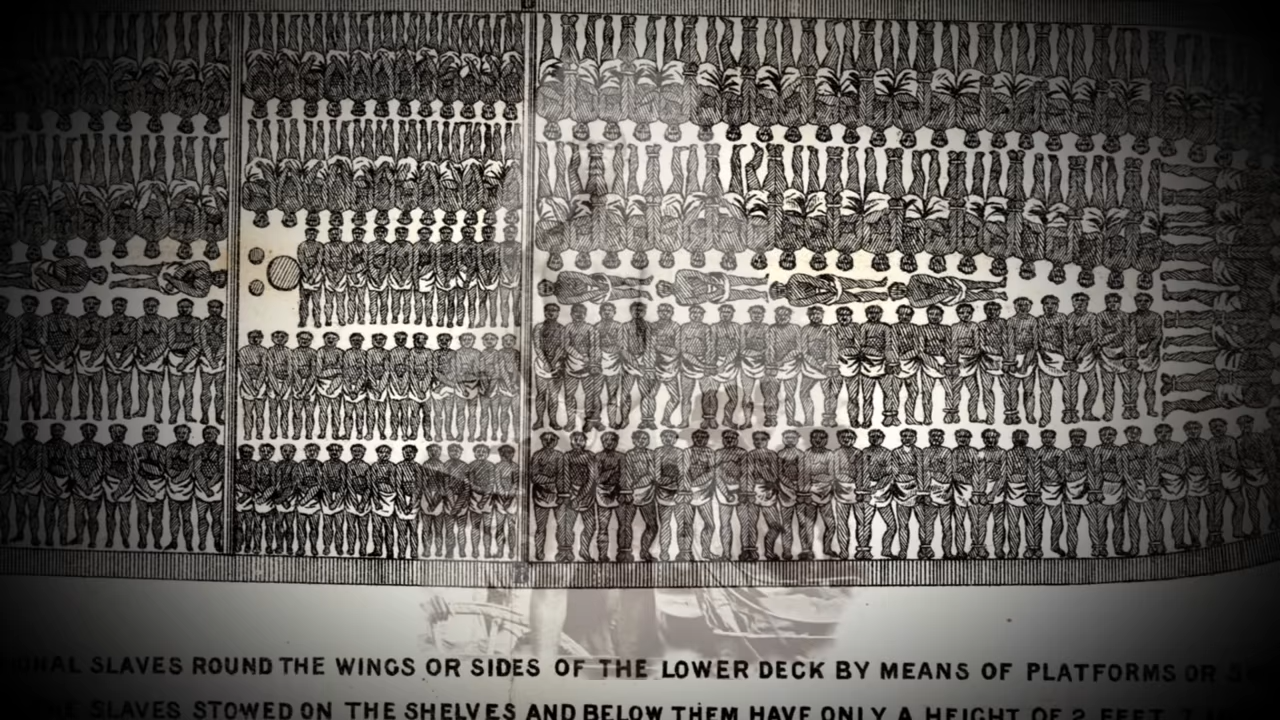 SLAVES ROUND THE WINGS OR SIDES OF THE LOWER DECK BY MEANS OF PLATFORMS OR
SLAVES STOWED ON THE SHELVES AND BELOW THEM HAVE ONLY A HEIGHT OF 2 FEET